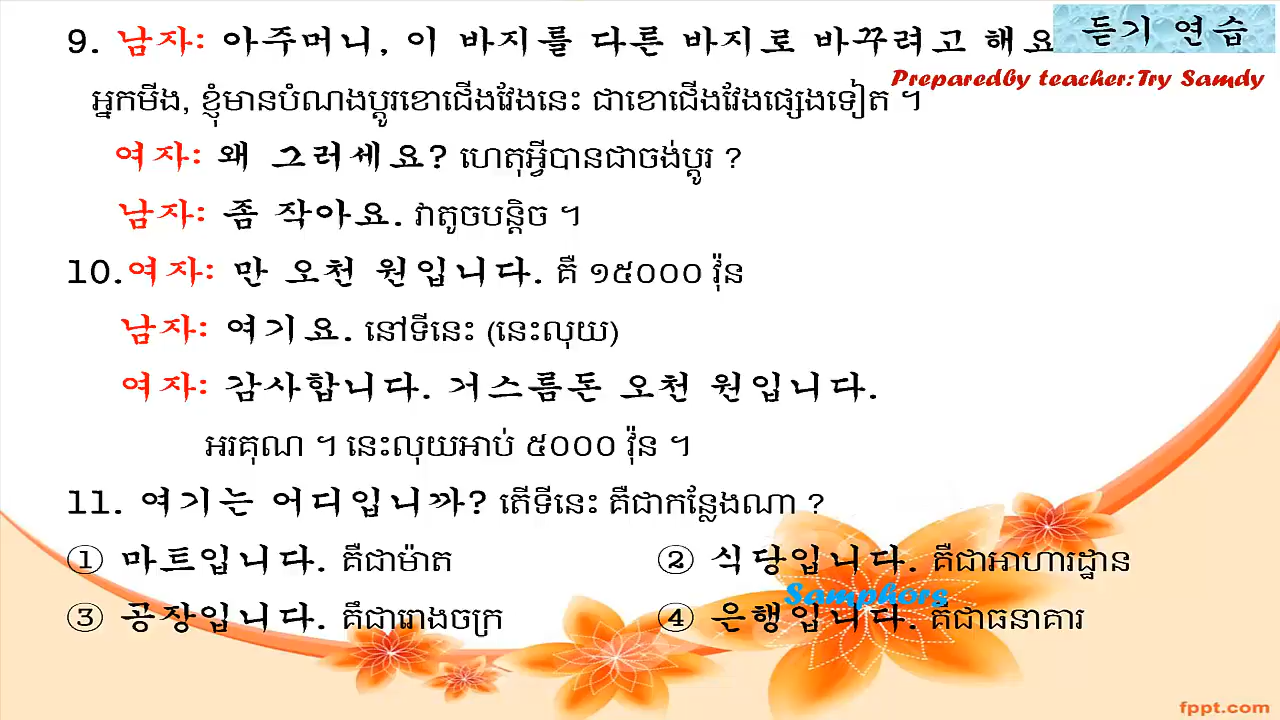 듣기 연습
9. 남자: 아주머니, 이 바지를 다른 바지로 바꾸려고 해요
Preparedby teacher: Try Samdy
អ្នកមីង, ខ្ញុំមានបំណងប្តូរខោជើងវែងនេះ ជាខោជើងវែងផ្សេងទៀត ។
여자: 왜 그러세요? ហេតុអ្វីបានជាចង់ប្តូរ ?
남자: 좀 작아요. វាតូចបន្តិច ។
10.여자: 만 오천 원입니다. គឺ ១៥០០០ វ៉ុន
남자: 여기요. នៅទីនេះ (នេះលុយ)
여자: 감사합니다. 거스름돈 오천 원입니다.
អរគុណ ។ នេះលុយអាប់ ៥០០០ វ៉ុន ។
11. 여기는 어디입니까? តើទីនេះ គឺជាកន្លែងណា ?
① 마트입니다. គឺជាម៉ាត ② 식당입니다. គឺជាអាហារដ្ឋាន
Samphors
③ 공장입니다. គឺជារោងចក្រ ④ 은행입니다. គឺជាធនាគារ
fppt.com